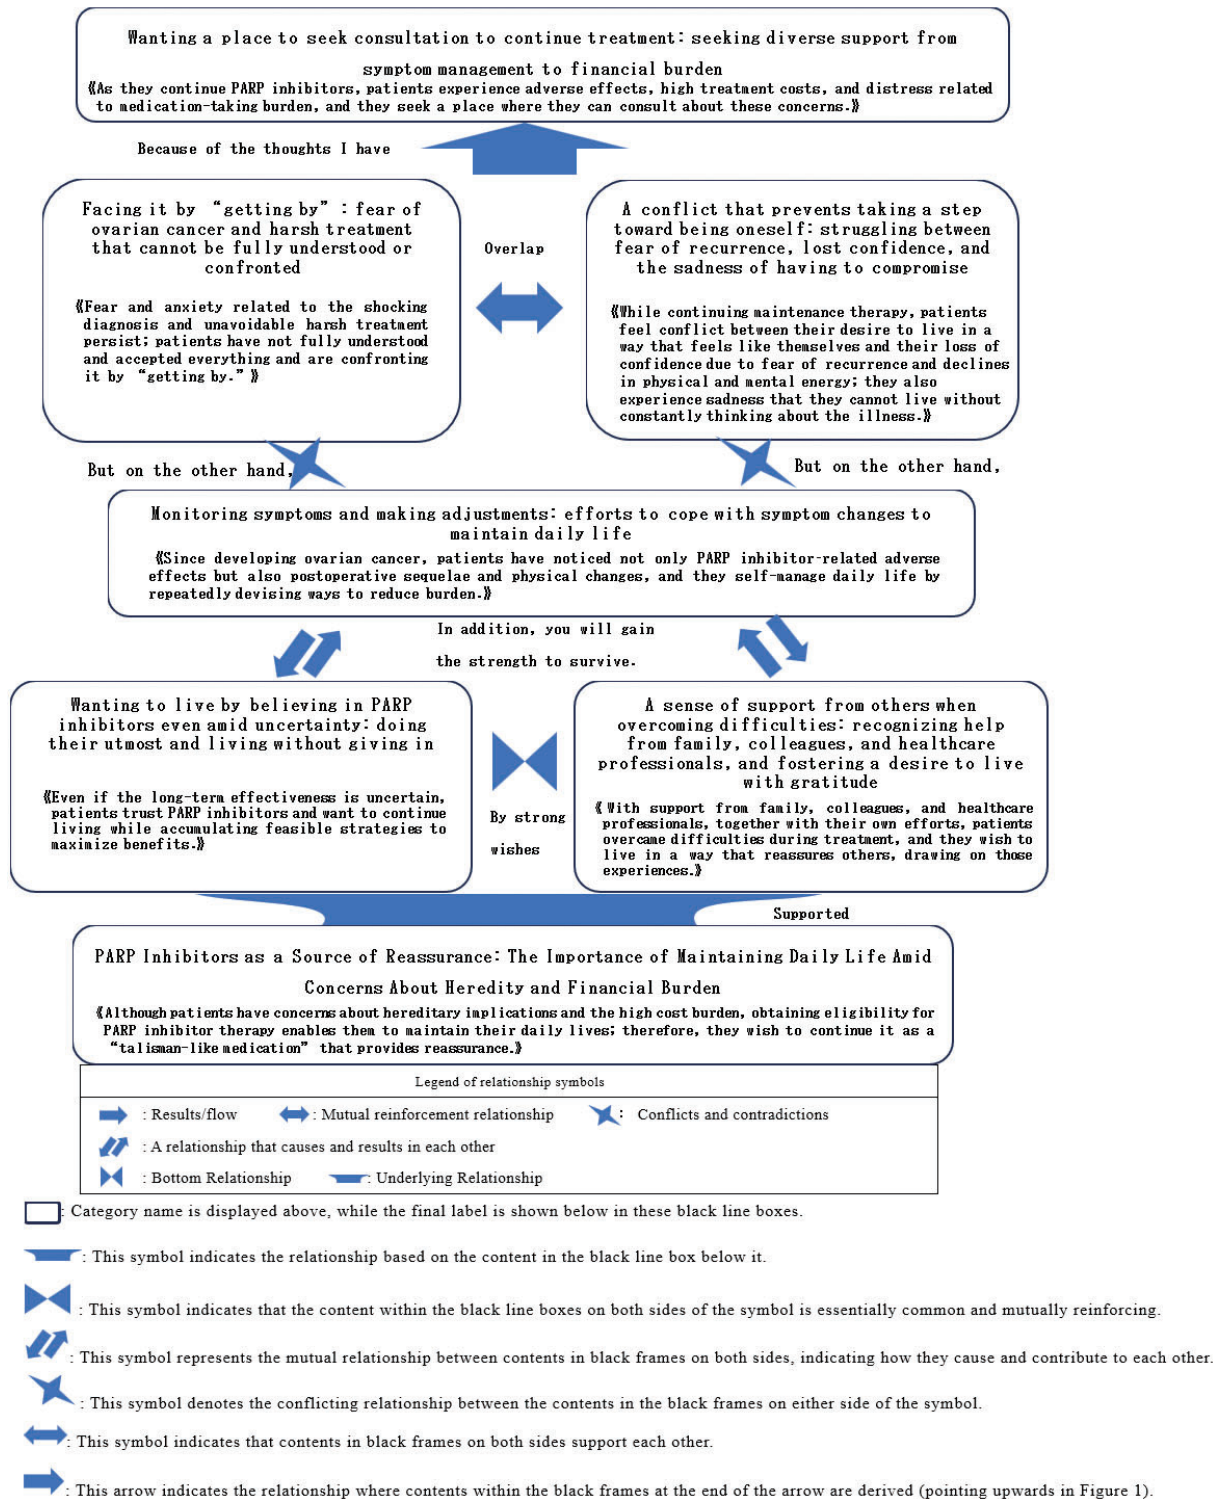 Wanting a place to seek consultation to continue treatment: seeking diverse support from
symptom management to financial burden
《As they continue PARP inhibitors, patients experience adverse effects, high treatment costs, and distress related
to medication-taking burden, and they seek a place where they can consult about these concerns.》
Because of the thoughts I have
Facing it by “getting by”: fear of
ovarian cancer and harsh treatment
that cannot be fully understood or
confronted
《Fear and anxiety related to the shocking
diagnosis and unavoidable harsh treatment
persist; patients have not fully understood
and accepted everything and are confronting
it by “getting by.”》
Overlap
A conflict that prevents taking a step
toward being oneself: struggling between
fear of recurrence, lost confidence, and
the sadness of having to compromise
《While continuing maintenance therapy, patients
feel conflict between their desire to live in a
way that feels like themselves and their loss of
confidence due to fear of recurrence and declines
in physical and mental energy; they also
experience sadness that they cannot live without
constantly thinking about the illness.》
But on the other hand,
But on the other hand,
Monitoring symptoms and making adjustments: efforts to cope with symptom changes to
maintain daily life
《Since developing ovarian cancer, patients have noticed not only PARP inhibitor-related adverse
effects but also postoperative sequelae and physical changes, and they self-manage daily life by
repeatedly devising ways to reduce burden.》
In addition, you will gain
the strength to survive.
Wanting to live by believing in PARP
inhibitors even amid uncertainty: doing
their utmost and living without giving in
《Even if the long-term effectiveness is uncertain,
patients trust PARP inhibitors and want to continue
living while accumulating feasible strategies to
maximize benefits.》
By strong
wishes
A sense of support from others when
overcoming difficulties: recognizing help
from family, colleagues, and healthcare
professionals, and fostering a desire to live
with gratitude
《With support from family, colleagues, and healthcare
professionals, together with their own efforts, patients
overcame difficulties during treatment, and they wish to
live in a way that reassures others, drawing on those
experiences.》
Supported
PARP Inhibitors as a Source of Reassurance: The Importance of Maintaining Daily Life Amid
Concerns About Heredity and Financial Burden
《Although patients have concerns about hereditary implications and the high cost burden, obtaining eligibility for
PARP inhibitor therapy enables them to maintain their daily lives; therefore, they wish to continue it as a
“talisman-like medication” that provides reassurance.》
Legend of relationship symbols
: Results/flow : Mutual reinforcement relationship : Conflicts and contradictions
: A relationship that causes and results in each other
: Bottom Relationship : Underlying Relationship
: Category name is displayed above, while the final label is shown below in these black line boxes.
: This symbol indicates the relationship based on the content in the black line box below it.
: This symbol indicates that the content within the black line boxes on both sides of the symbol is essentially common and mutually reinforcing.
: This symbol represents the mutual relationship between contents in black frames on both sides, indicating how they cause and contribute to each other.
: This symbol denotes the conflicting relationship between the contents in the black frames on either side of the symbol.
: This symbol indicates that contents in black frames on both sides support each other.
: This arrow indicates the relationship where contents within the black frames at the end of the arrow are derived (pointing upwards in Figure 1).